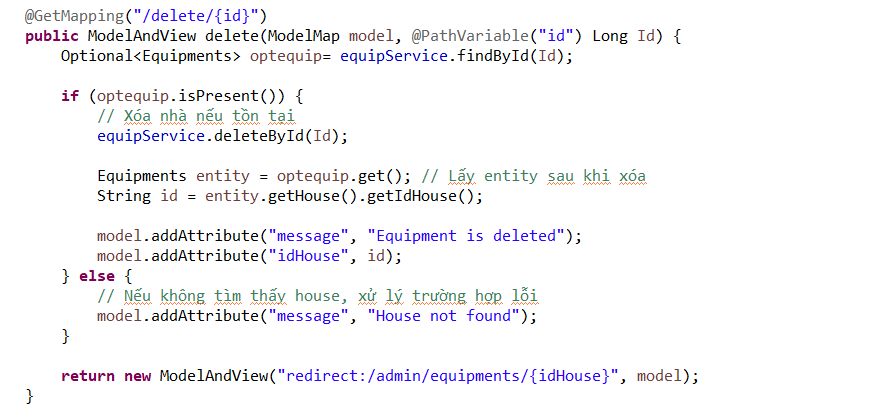 @GetMapping("/delete/{id}")
public ModelAndView delete(ModelMap model, @PathVariable("id") Long Id) {
    Optional<Equipments> optequip= equipService.findById(Id);

    if (optequip.isPresent()) {
        // Xóa nhà nếu tồn tại
        equipService.deleteById(Id);

        Equipments entity = optequip.get(); // Lấy entity sau khi xóa
        String id = entity.getHouse().getIdHouse();

        model.addAttribute("message", "Equipment is deleted");
        model.addAttribute("idHouse", id);
    } else {
        // Nếu không tìm thấy house, xử lý trường hợp lỗi
        model.addAttribute("message", "House not found");
    }

    return new ModelAndView("redirect:/admin/equipments/{idHouse}", model);
}